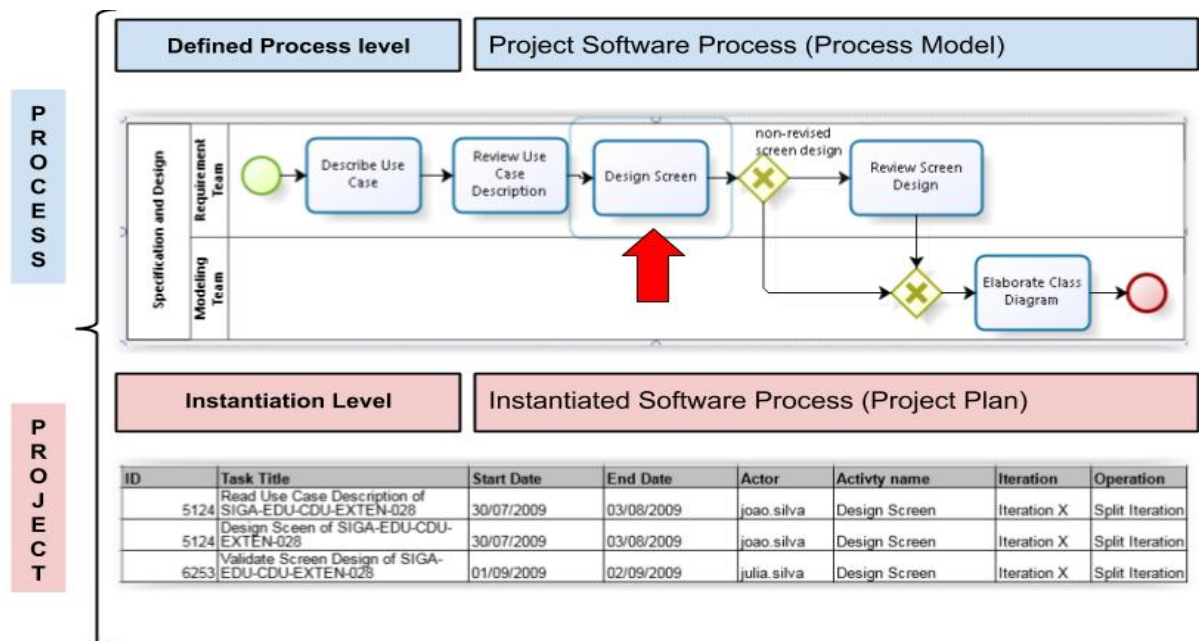 Defined Process level
Project Software Process (Process Model)
PROCESS
Specification and Design
Requirement
Team
Modeling
Team
Describe Use
Case
Review Use
Case
Description
Design Screen
non-revised
screen design
Review Screen
Design
Elaborate Class
Diagram
Instantiation Level
Instantiated Software Process (Project Plan)
PROJECT
ID Task Title Start Date End Date Actor Activty name Iteration Operation
Read Use Case Description of
5124 SIGA-EDU-CDU-EXTEN-028 30/07/2009 03/08/2009 joao.silva Design Screen Iteration X Split Iteration
Design Sceen of SIGA-EDU-CDU-
5124 EXTEN-028 30/07/2009 03/08/2009 joao.silva Design Screen Iteration X Split Iteration
Validate Screen Design of SIGA-
6253 EDU-CDU-EXTEN-028 01/09/2009 02/09/2009 julia.silva Design Screen Iteration X Split Iteration